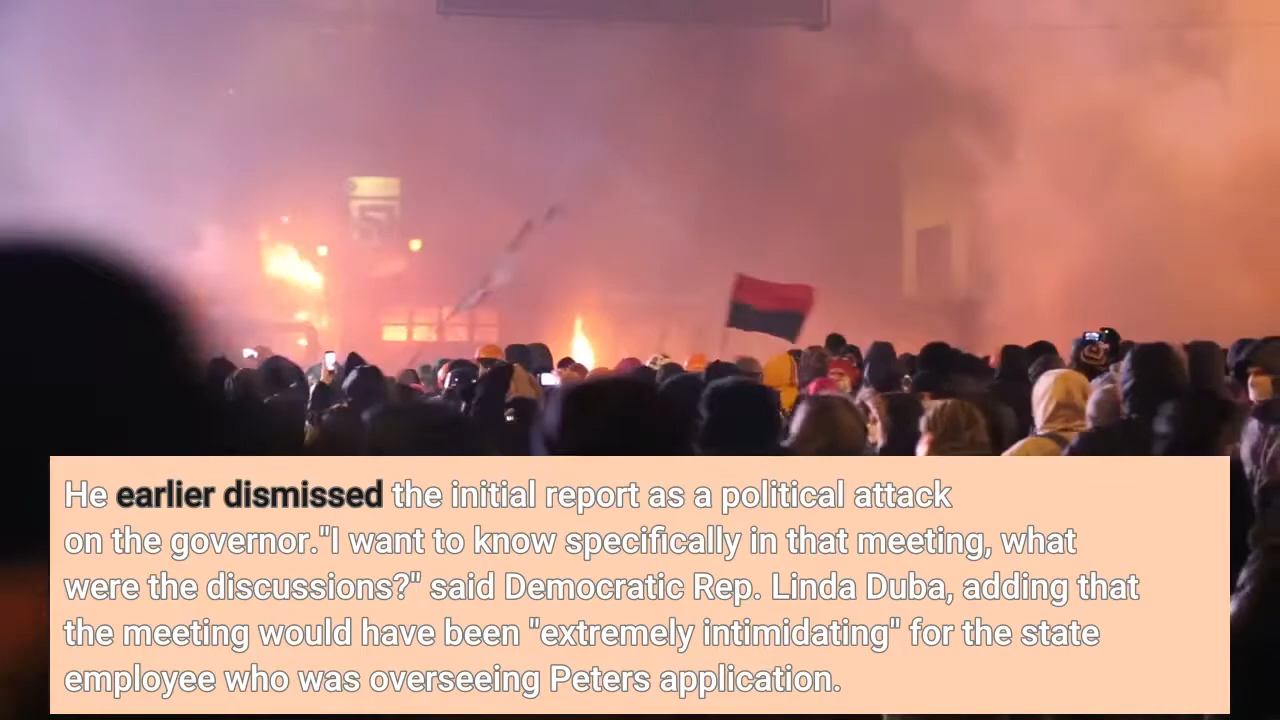 He earlier dismissed the initial report as a political attack
on the governor."I want to know specifically in that meeting, what
were the discussions?" said Democratic Rep. Linda Duba, adding that
the meeting would have been "extremely intimidating" for the state
employee who was overseeing Peters application.